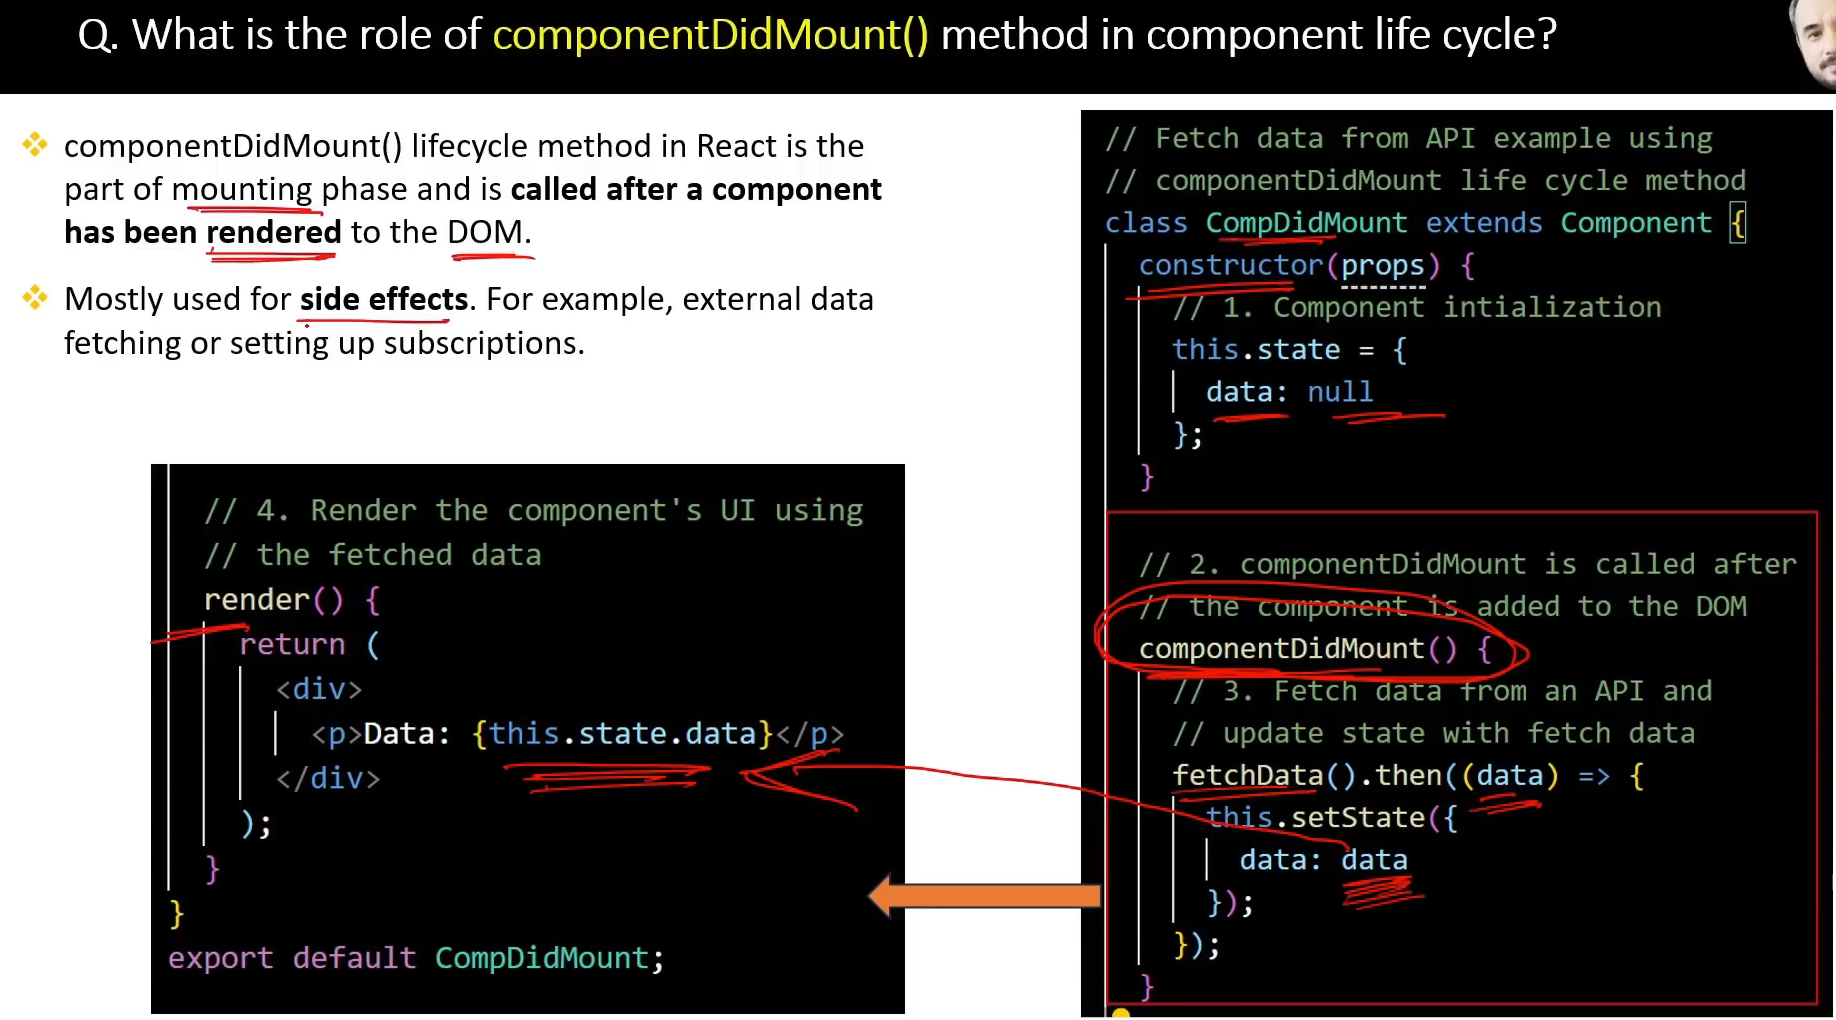 Q. What is the role of componentDidMount() method in component life cycle?
componentDidMount() lifecycle method in React is the
part of mounting phase and is called after a component
has been rendered to the DOM.
Mostly used for side effects. For example, external data
fetching or setting up subscriptions.
// Fetch data from API example using
// componentDidMount life cycle method
class CompDidMount extends Component {
constructor(props) {
// 1. Component intialization
this.state = {
data: null
};
}
// 2. componentDidMount is called after
// the component is added to the DOM
componentDidMount() {
// 3. Fetch data from an API and
// update state with fetch data
fetchData().then((data) => {
this.setState({
data: data
});
});
}
// 4. Render the component's UI using
// the fetched data
render() {
return (
<div>
<p>Data: {this.state.data}</p>
</div>
);
}
}
export default CompDidMount;